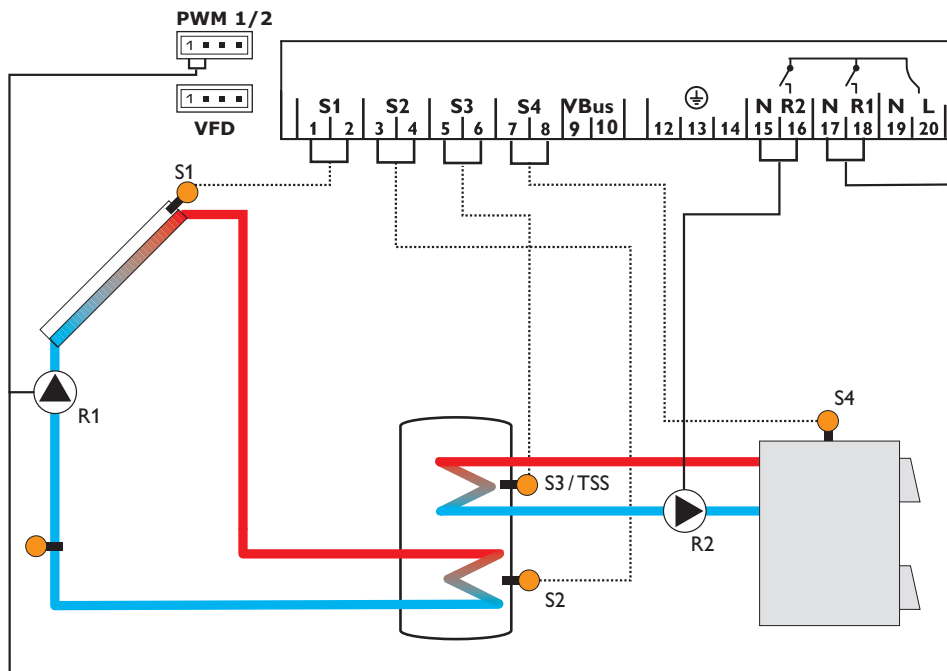 PWM 1/2
1
1
VFD
S1 S2 S3 S4 VBus N R2 N R1 N L
1 2 3 4 5 6 7 8 9 10 12 13 14 15 16 17 18 19 20
S1
R1
S4
S3 / TSS
R2
S2